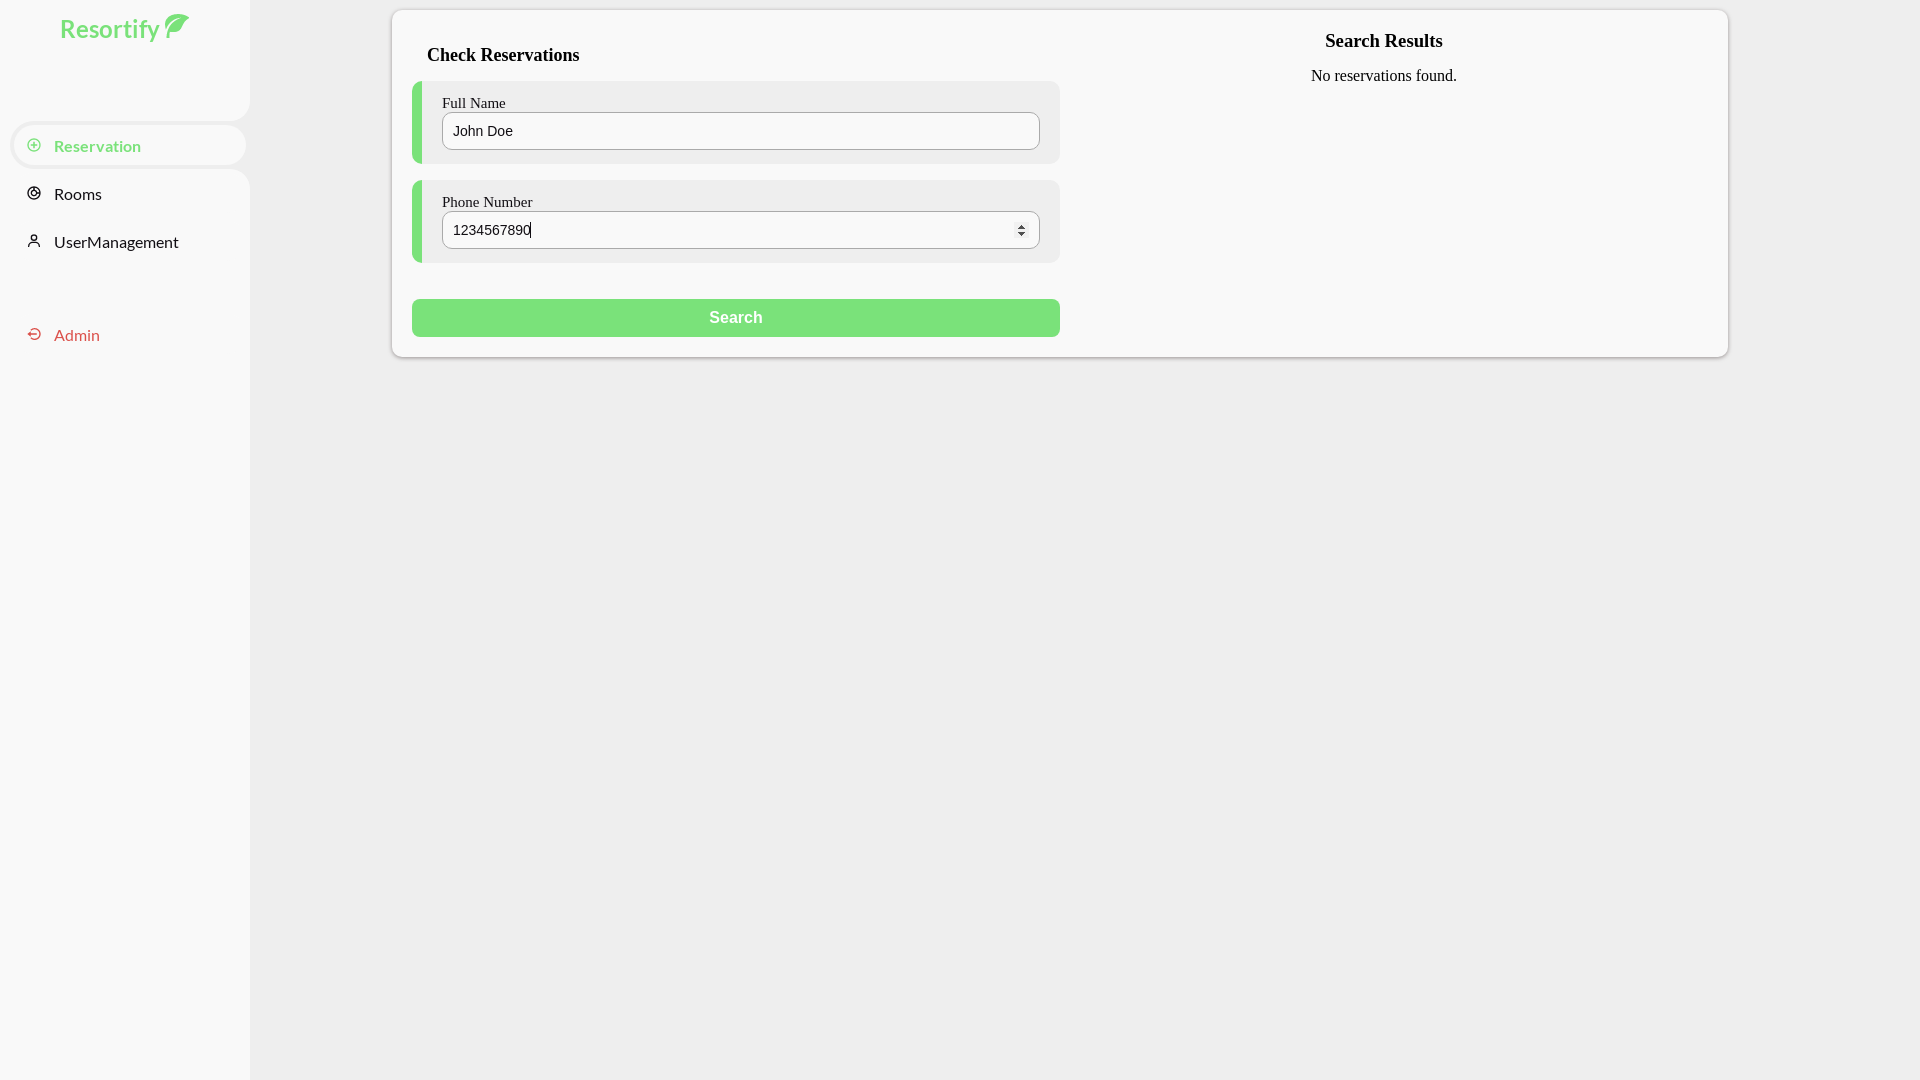 Resortify
Reservation
Rooms
UserManagement
Admin
Check Reservations
Full Name
John Doe
Phone Number
1234567890
Search
Search Results
No reservations found.